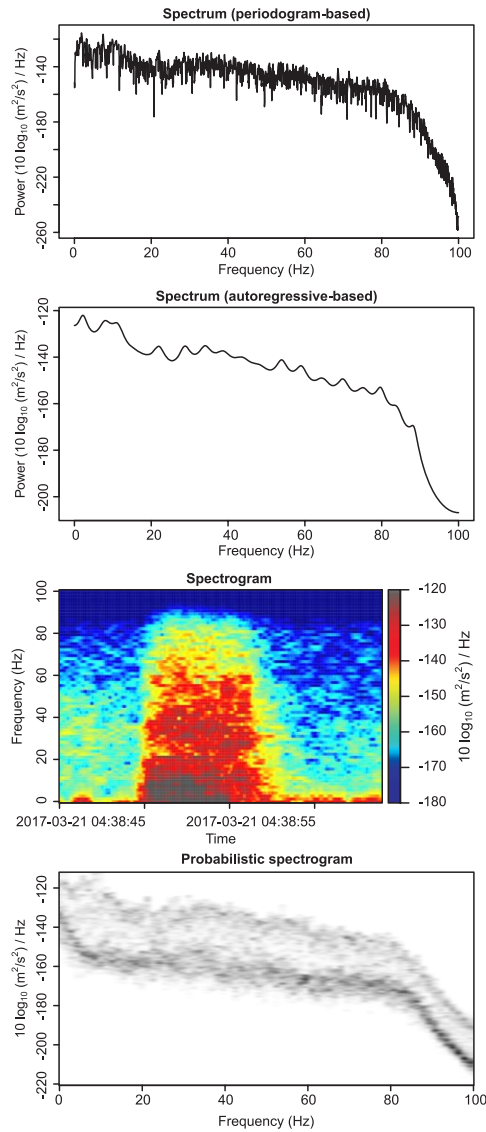 Spectrum (periodogram-based)
Power (10 log₁₀ (m²/s²) / Hz)
-140
-180
-220
-260
0 20 40 60 80 100
Frequency (Hz)
Spectrum (autoregressive-based)
Power (10 log₁₀ (m²/s²) / Hz)
-120
-140
-160
-180
-200
0 20 40 60 80 100
Frequency (Hz)
Spectrogram
Frequency (Hz)
100
80
60
40
20
0
2017-03-21 04:38:45 2017-03-21 04:38:55
Time
-120
-130
-140
-150
-160
-170
-180
10 log₁₀ (m²/s²) / Hz
Probabilistic spectrogram
10 log₁₀ (m²/s²) / Hz
-120
-140
-160
-180
-200
-220
0 20 40 60 80 100
Frequency (Hz)